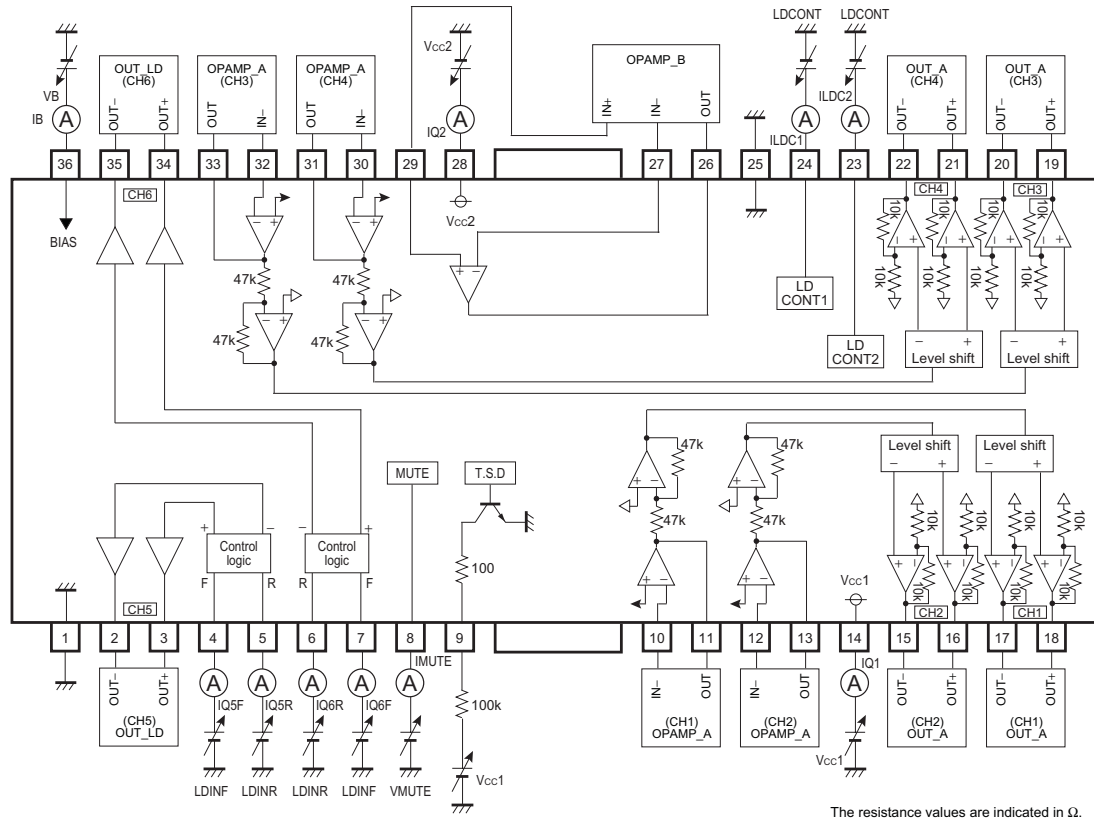 LDCONT LDCONT
Vcc2
OUT_LD (CH6) OUT− OUT+
OPAMP_A (CH3) OUT IN−
OPAMP_A (CH4) OUT IN−
OPAMP_B IN+ IN− OUT
OUT_A (CH4) OUT− OUT+
OUT_A (CH3) OUT− OUT+
VB
IB A
A IQ2
A ILDC1
A ILDC2
36 35 34 33 32 31 30 29 28 27 26 25 24 23 22 21 20 19
CH6 CH4 CH3
BIAS
Vcc2
− + − +
10k 10k 10k 10k
− + − + − + − +
47k 47k
+ −
10k 10k 10k 10k
− + − +
LD CONT1
47k 47k
LD CONT2
− + Level shift
− + Level shift
47k 47k
Level shift − +
Level shift − +
MUTE
T.S.D
+ − + −
47k 47k
10k 10k 10k 10k
+ − − +
Control logic F R
Control logic R F
100
+ − + −
+ − + − + − + −
10k 10k 10k 10k
Vcc1
CH5 CH2 CH1
1 2 3 4 5 6 7 8 9 10 11 12 13 14 15 16 17 18
OUT− OUT+ (CH5) OUT_LD
A IQ5F
A IQ5R
A IQ6R
A IQ6F
A IMUTE
100k
IN− OUT (CH1) OPAMP_A
IN− OUT (CH2) OPAMP_A
A IQ1
OUT− OUT+ (CH2) OUT_A
OUT− OUT+ (CH1) OUT_A
Vcc1 Vcc1
LDINF LDINR LDINR LDINF VMUTE
The resistance values are indicated in Ω.